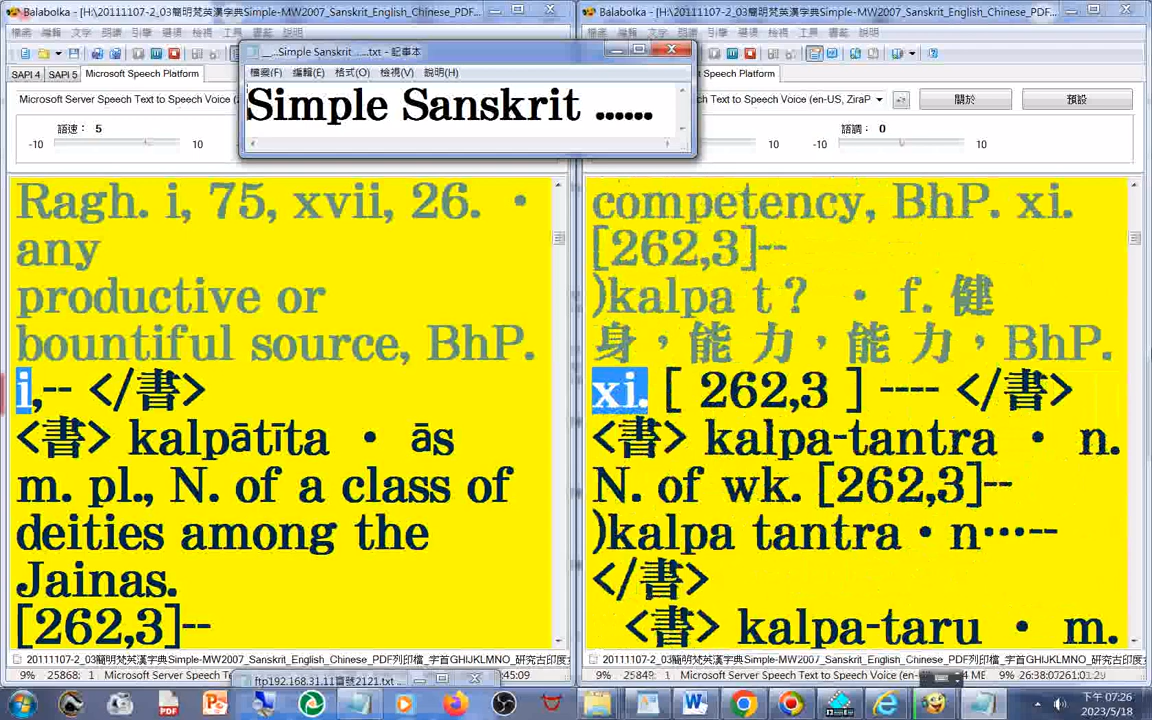 Balabolka - [H:\20111107-2_03簡明梵英漢字典Simple-MW2007_Sanskrit_English_Chinese_PDF...
Balabolka - [H:\20111107-2_03簡明梵英漢字典Simple-MW2007_Sanskrit_English_Chinese_PDF...
__...Simple Sanskrit ......txt - 記事本
檔案(F) 編輯(E) 格式(O) 檢視(V) 說明(H)
Simple Sanskrit ......
SAPI 4 SAPI 5 Microsoft Speech Platform
Speech Platform
Microsoft Server Speech Text to Speech Voice (
ch Text to Speech Voice (en-US, ZiraP
關於
預設
語速： 5
語調： 0
-10 10
10 -10 10
Ragh. i, 75, xvii, 26. •
any
productive or
bountiful source, BhP.
i,-- </書>
<書> kalpātīta • ās
m. pl., N. of a class of
deities among the
Jainas.
[262,3]--
competency, BhP. xi.
[262,3]--
)kalpa t？ • f. 健
身，能 力，能 力，BhP.
xi. [ 262,3 ] ---- </書>
<書> kalpa-tantra • n.
N. of wk. [262,3]--
)kalpa tantra•n…--
</書>
<書> kalpa-taru • m.
20111107-2_03簡明梵英漢字典Simple-MW2007_Sanskrit_English_Chinese_PDF列印檔_字首GHIJKLMNO_研究古印度
20111107-2_03簡明梵英漢字典Simple-MW2007_Sanskrit_English_Chinese_PDF列印檔_字首GHIJKLMNO_研究古印度
9% 25868: 1 Microsoft Speech
ftp192.168.31.11
2121.txt ...
:45:09
9% 25849: 1 Microsoft Speech Text to Speech
下午 07:26
2023/5/18